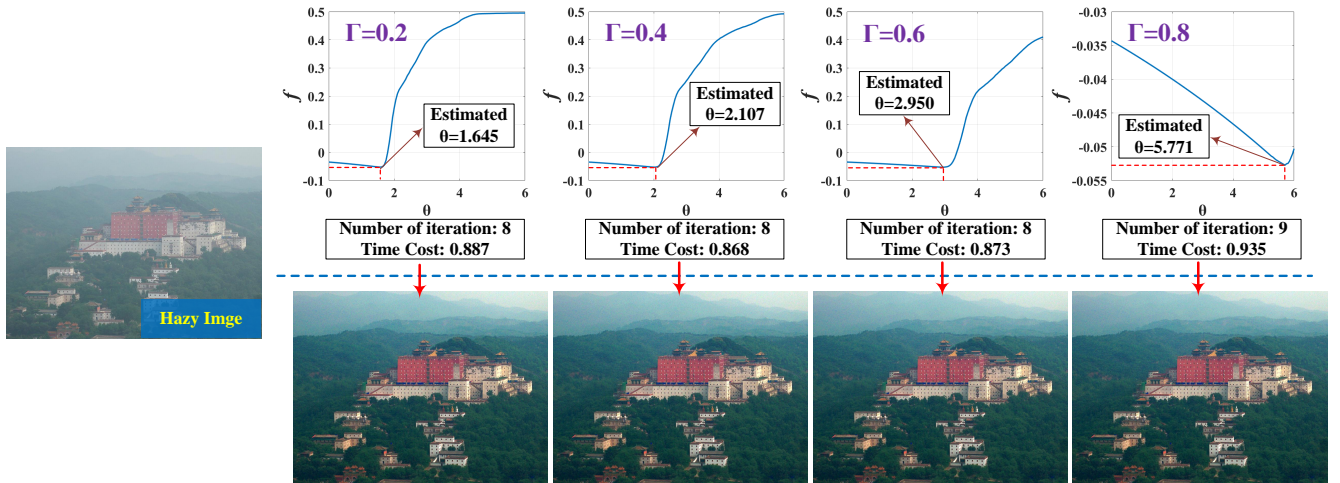 Γ=0.2
0.5
0.4
0.3
0.2
0.1
0
-0.1
f
0
2
4
6
θ
Estimated
θ=1.645
Number of iteration: 8
Time Cost: 0.887
Γ=0.4
0.5
0.4
0.3
0.2
0.1
0
-0.1
f
0
2
4
6
θ
Estimated
θ=2.107
Number of iteration: 8
Time Cost: 0.868
Γ=0.6
0.5
0.4
0.3
0.2
0.1
0
-0.1
f
0
2
4
6
θ
Estimated
θ=2.950
Number of iteration: 8
Time Cost: 0.873
Γ=0.8
-0.03
-0.035
-0.04
-0.045
-0.05
-0.055
f
0
2
4
6
θ
Estimated
θ=5.771
Number of iteration: 9
Time Cost: 0.935
Hazy Imge